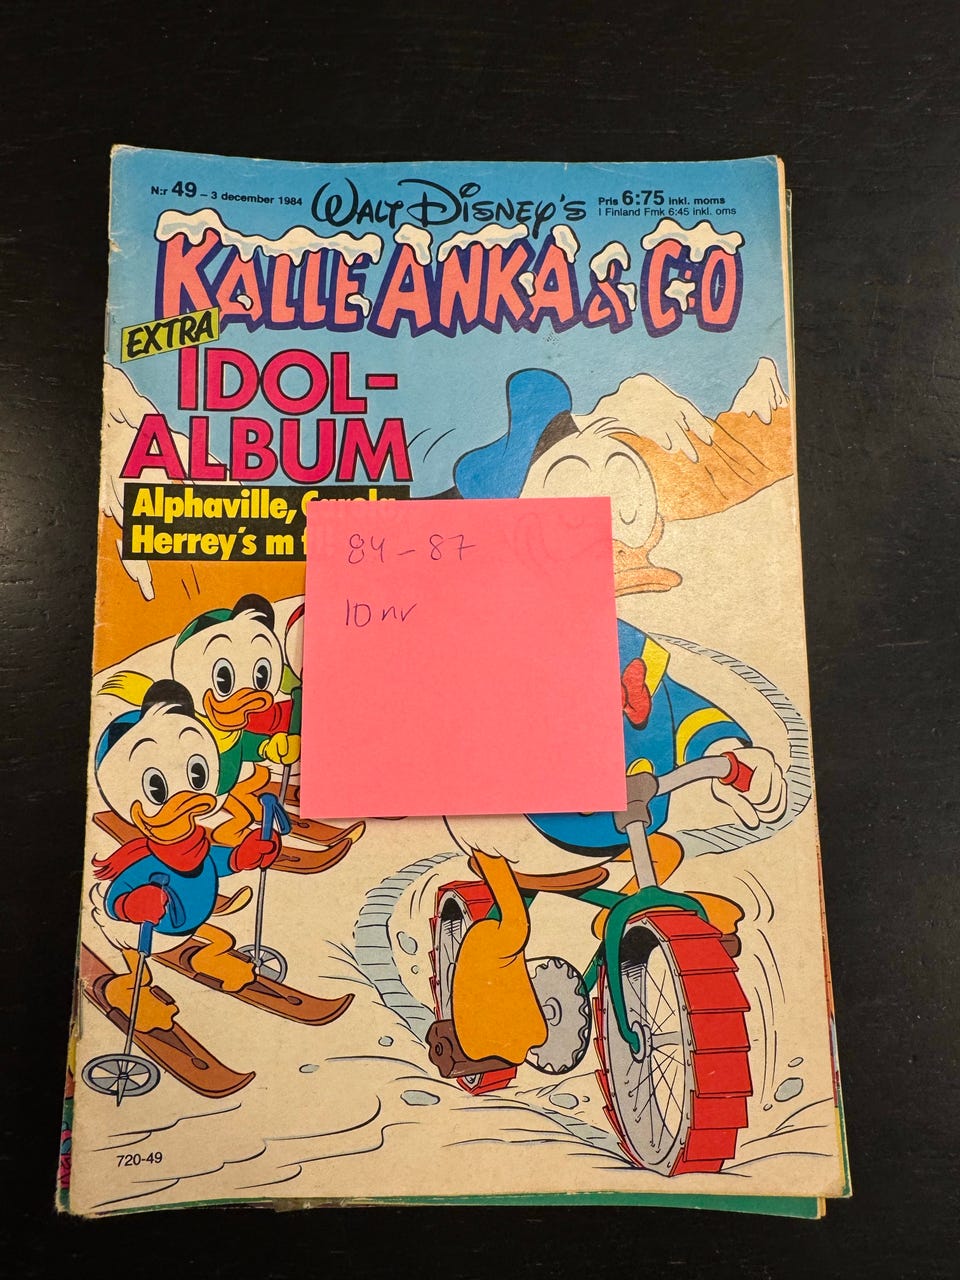 N:r 49 – 3 december 1984
WALT DISNEY'S
Pris 6:75 inkl. moms
I Finland Fmk 6:45 inkl. oms
KALLE ANKA & C:O
EXTRA
IDOL-
ALBUM
Alphaville,
Herrey's m
84-87
10 nr
720-49